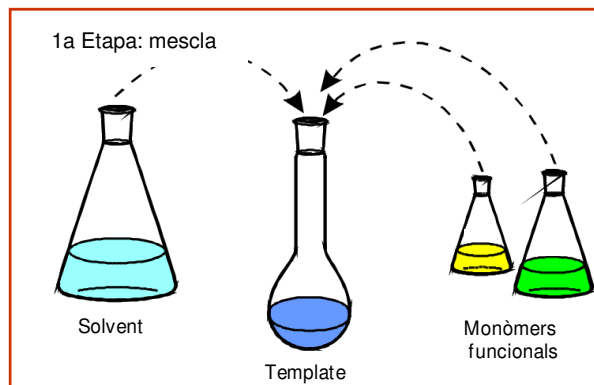 1a Etapa: mescla
Solvent
Template
Monòmers
funcionals